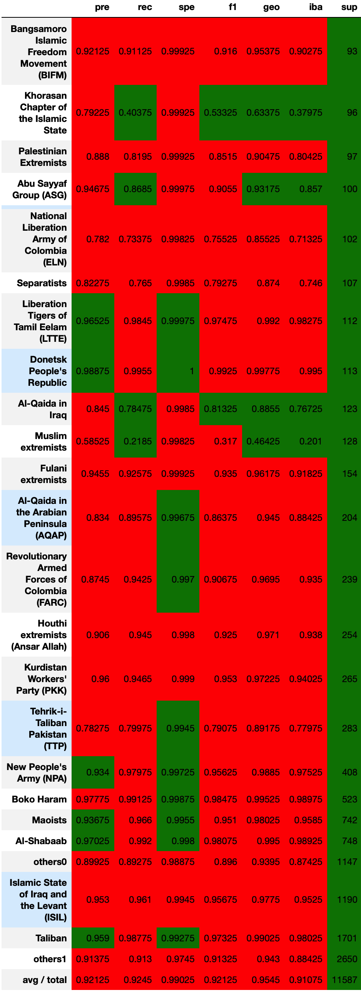 pre rec spe f1 geo iba sup
Bangsamoro
Islamic
Freedom 0.92125 0.91125 0.99925 0.916 0.95375 0.90275 93
Movement
(BIFM)
Khorasan
Chapter of
the Islamic 0.79225 0.40375 0.99925 0.53325 0.63375 0.37975 96
State
Palestinian
Extremists 0.888 0.8195 0.99925 0.8515 0.90475 0.80425 97
Abu Sayyaf
Group (ASG) 0.94675 0.8685 0.99975 0.9055 0.93175 0.857 100
National
Liberation
Army of 0.782 0.73375 0.99825 0.75525 0.85525 0.71325 102
Colombia
(ELN)
Separatists 0.82275 0.765 0.9985 0.79275 0.874 0.746 107
Liberation
Tigers of
Tamil Eelam 0.96525 0.9845 0.99975 0.97475 0.992 0.98275 112
(LTTE)
Donetsk
People's 0.98875 0.9955 1 0.9925 0.99775 0.995 113
Republic
Al-Qaida in
Iraq 0.845 0.78475 0.9985 0.81325 0.8855 0.76725 123
Muslim
extremists 0.58525 0.2185 0.99825 0.317 0.46425 0.201 128
Fulani
extremists 0.9455 0.92575 0.99925 0.935 0.96175 0.91825 154
Al-Qaida in
the Arabian
Peninsula 0.834 0.89575 0.99675 0.86375 0.945 0.88425 204
(AQAP)
Revolutionary
Armed
Forces of 0.8745 0.9425 0.997 0.90675 0.9695 0.935 239
Colombia
(FARC)
Houthi
extremists 0.906 0.945 0.998 0.925 0.971 0.938 254
(Ansar Allah)
Kurdistan
Workers' 0.96 0.9465 0.999 0.953 0.97225 0.94025 265
Party (PKK)
Tehrik-i-
Taliban
Pakistan 0.78275 0.79975 0.9945 0.79075 0.89175 0.77975 283
(TTP)
New People's
Army (NPA) 0.934 0.97975 0.99725 0.95625 0.9885 0.97525 408
Boko Haram 0.97775 0.99125 0.99875 0.98475 0.99525 0.98975 523
Maoists 0.93675 0.966 0.9955 0.951 0.98025 0.9585 742
Al-Shabaab 0.97025 0.992 0.998 0.98075 0.995 0.98925 748
others0 0.89925 0.89275 0.98875 0.896 0.9395 0.87425 1147
Islamic State
of Iraq and
the Levant 0.953 0.961 0.9945 0.95675 0.9775 0.9525 1190
(ISIL)
Taliban 0.959 0.98775 0.99275 0.97325 0.99025 0.98025 1701
others1 0.91375 0.913 0.9745 0.91325 0.943 0.88425 2650
avg / total 0.92125 0.9245 0.99025 0.92125 0.9545 0.91075 11587